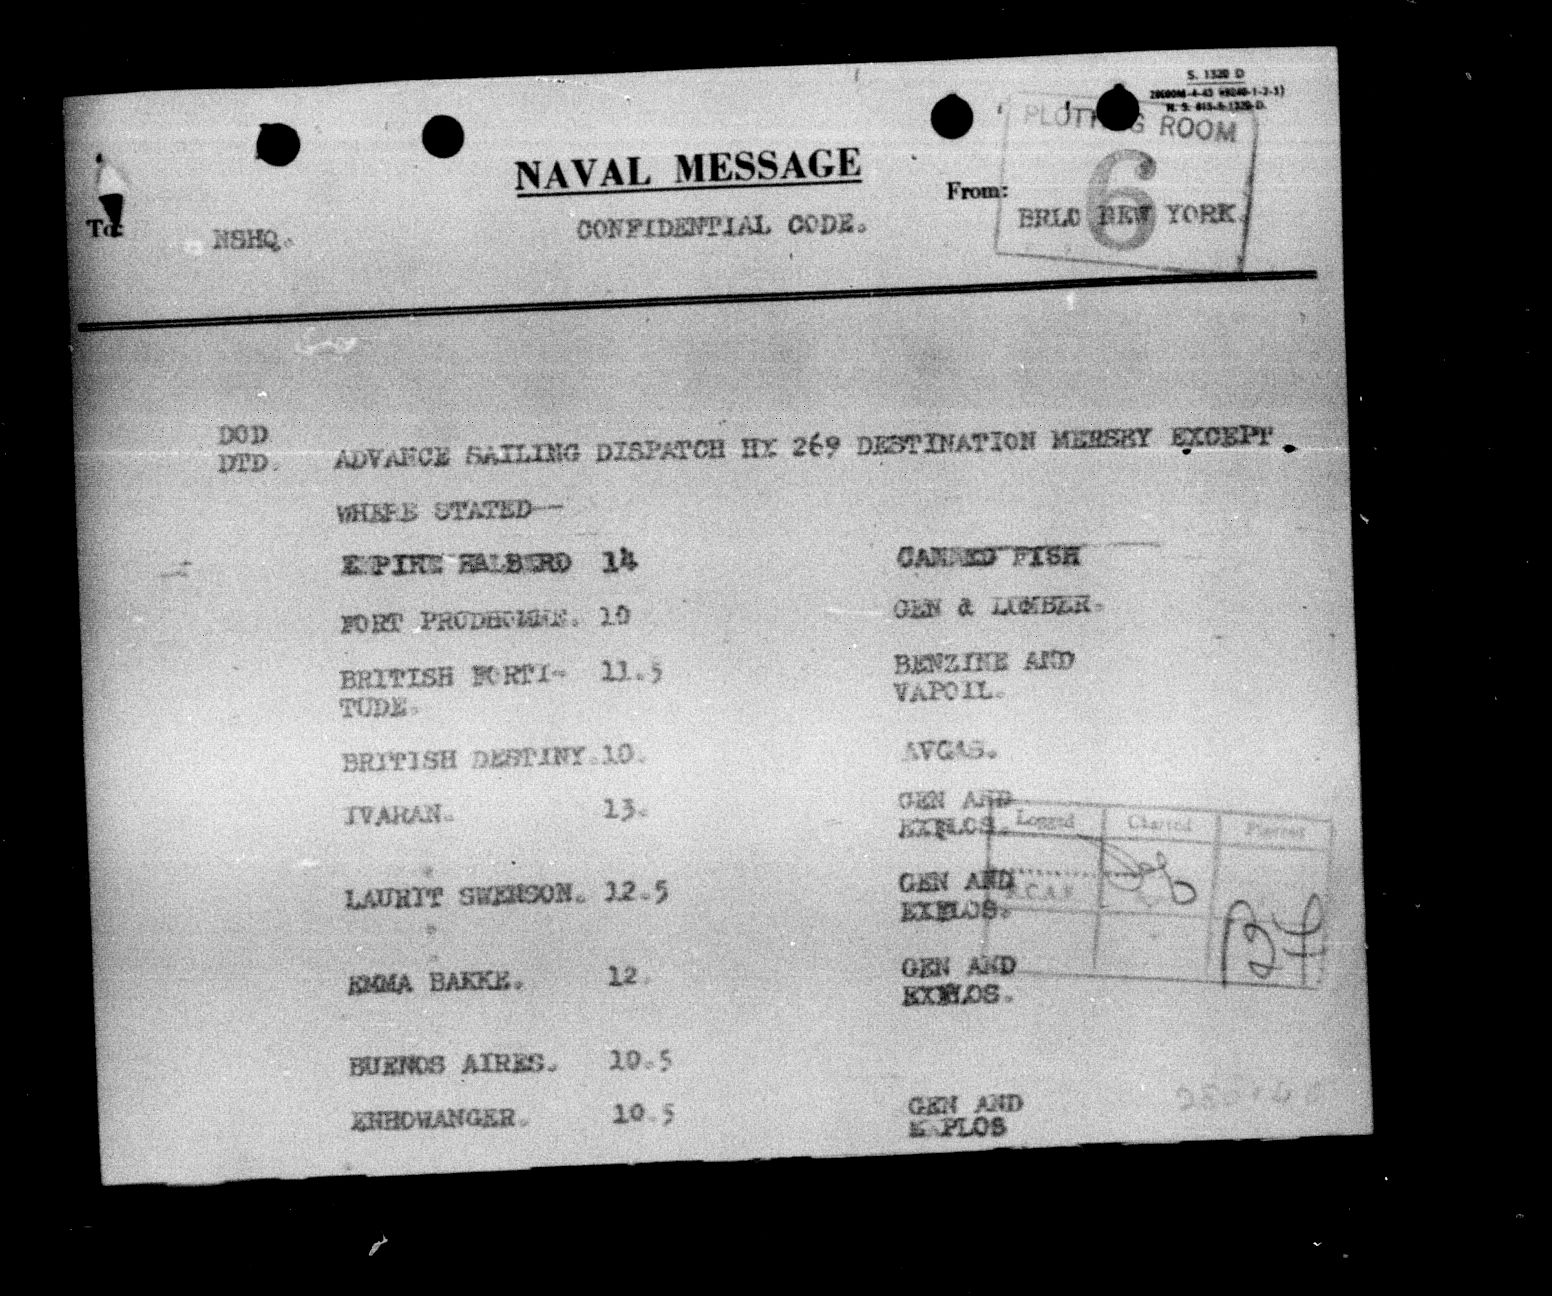 S. 1320 D
N. S. 815-9-1320-D.
PLOTTING ROOM
6
NAVAL MESSAGE
From:
To:
NSHQ.
CONFIDENTIAL CODE.
BRLO NEW YORK.
DOD
DTD.
ADVANCE SAILING DISPATCH HX 269 DESTINATION MERSEY EXCEPT
WHERE STATED—
EMPIRE HALBERD 14 CANNED FISH
FORT PRUDHOMME. 10 GEN & LUMBER.
BRITISH FORTI- 11.5 BENZINE AND
TUDE. VAPOIL.
BRITISH DESTINY. 10. AVGAS.
IVARAN. 13. GEN AND
EXPLOS.
Logged Charted Plotted
LAURIT SWENSON. 12.5 GEN AND
R.C.A.F.
EXPLOS.
EMMA BAKKE. 12. GEN AND
EXPLOS.
BUENOS AIRES. 10.5
ENHDWANGER. 10.5 GEN AND
EXPLOS